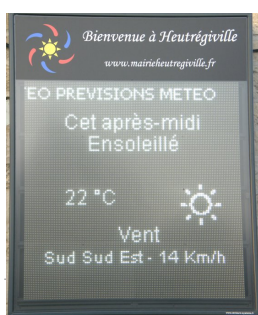 Bienvenue à Heutrégiville
www.mairieheutregiville.fr
EO PREVISIONS METEO
Cet après-midi
Ensoleillé
22 °C
Vent
Sud Sud Est - 14 Km/h